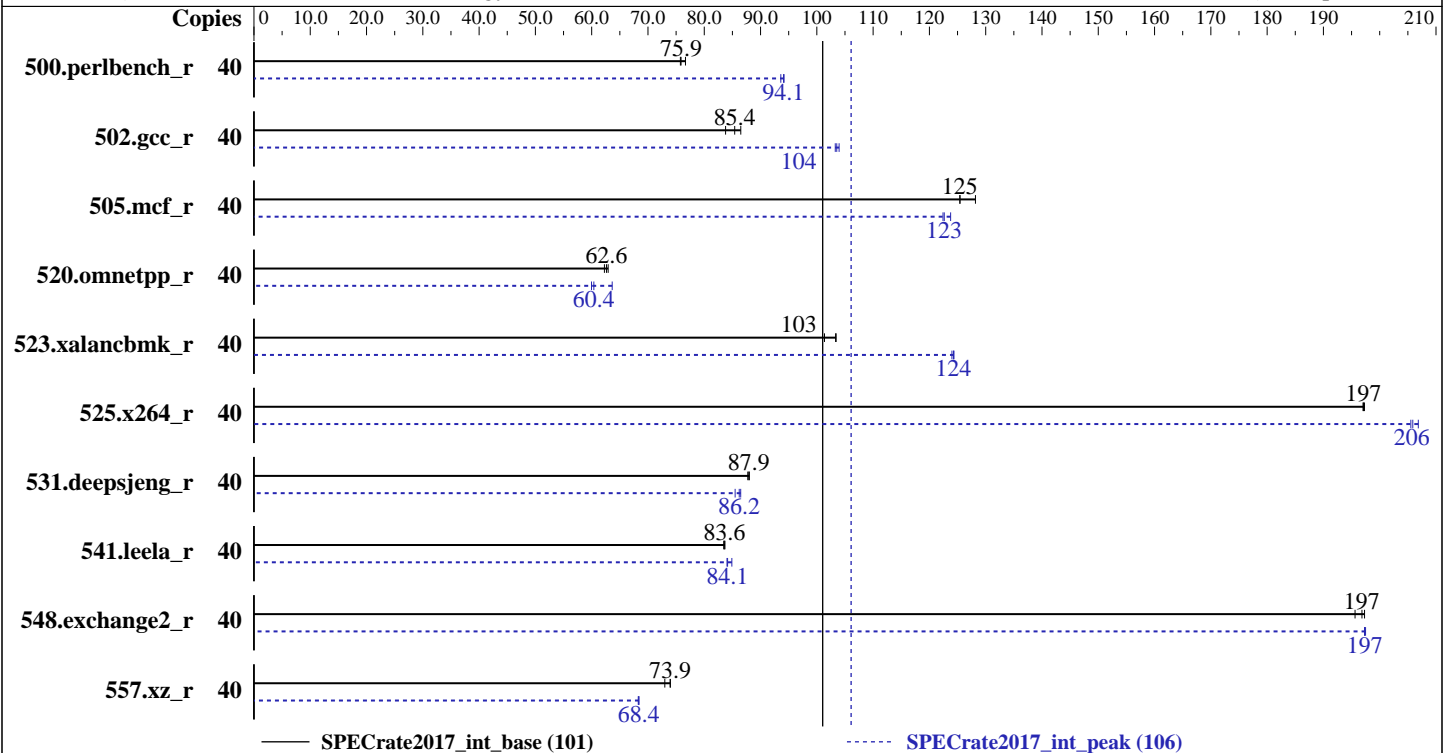 Copies 0 10.0 20.0 30.0 40.0 50.0 60.0 70.0 80.0 90.0 100 110 120 130 140 150 160 170 180 190 210
500.perlbench_r 40 75.9
94.1
502.gcc_r 40 85.4
104
505.mcf_r 40 125
123
520.omnetpp_r 40 62.6
60.4
523.xalancbmk_r 40 103
124
525.x264_r 40 197
206
531.deepsjeng_r 40 87.9
86.2
541.leela_r 40 83.6
84.1
548.exchange2_r 40 197
197
557.xz_r 40 73.9
68.4
SPECrate2017_int_base (101) SPECrate2017_int_peak (106)